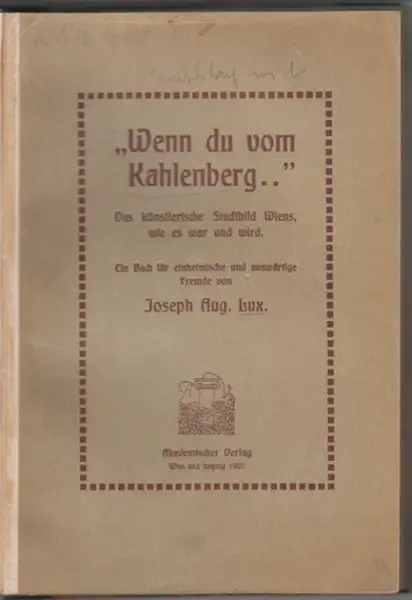 „Wenn du vom
Kahlenberg..”
Das künstlerische Stadtbild Wiens,
wie es war und wird.
Ein Buch für einheimische und auswärtige
Fremde von
Joseph Aug. Lux.
Akademischer Verlag
Wien und Leipzig 1907